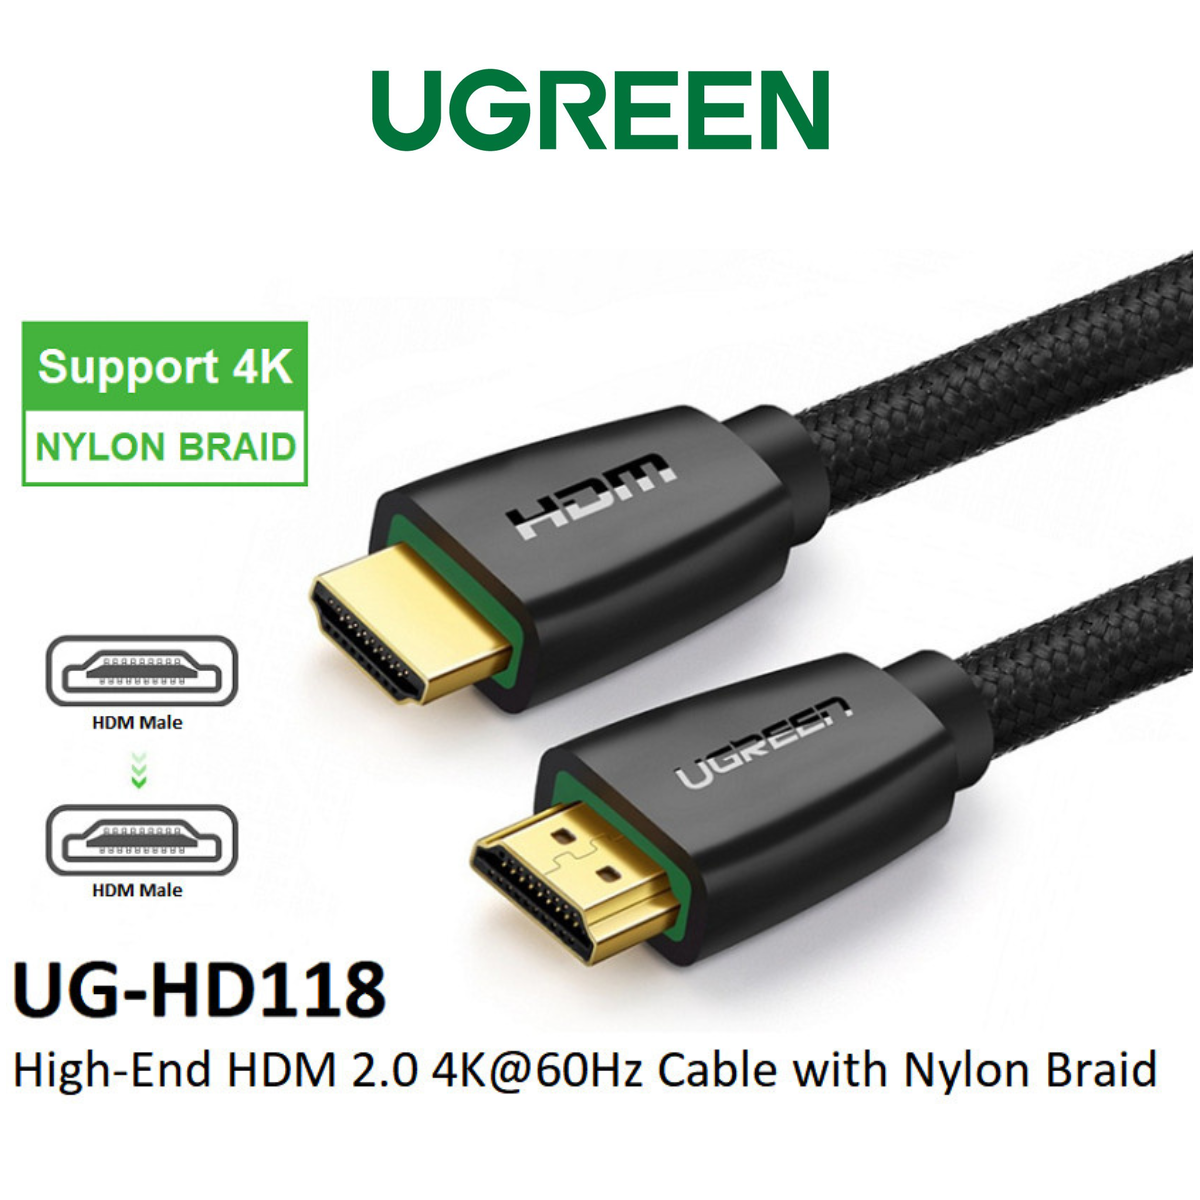 UGREEN
Support 4K
NYLON BRAID
HDM
UGREEN
HDM Male
HDM Male
UG-HD118
High-End HDM 2.0 4K@60Hz Cable with Nylon Braid